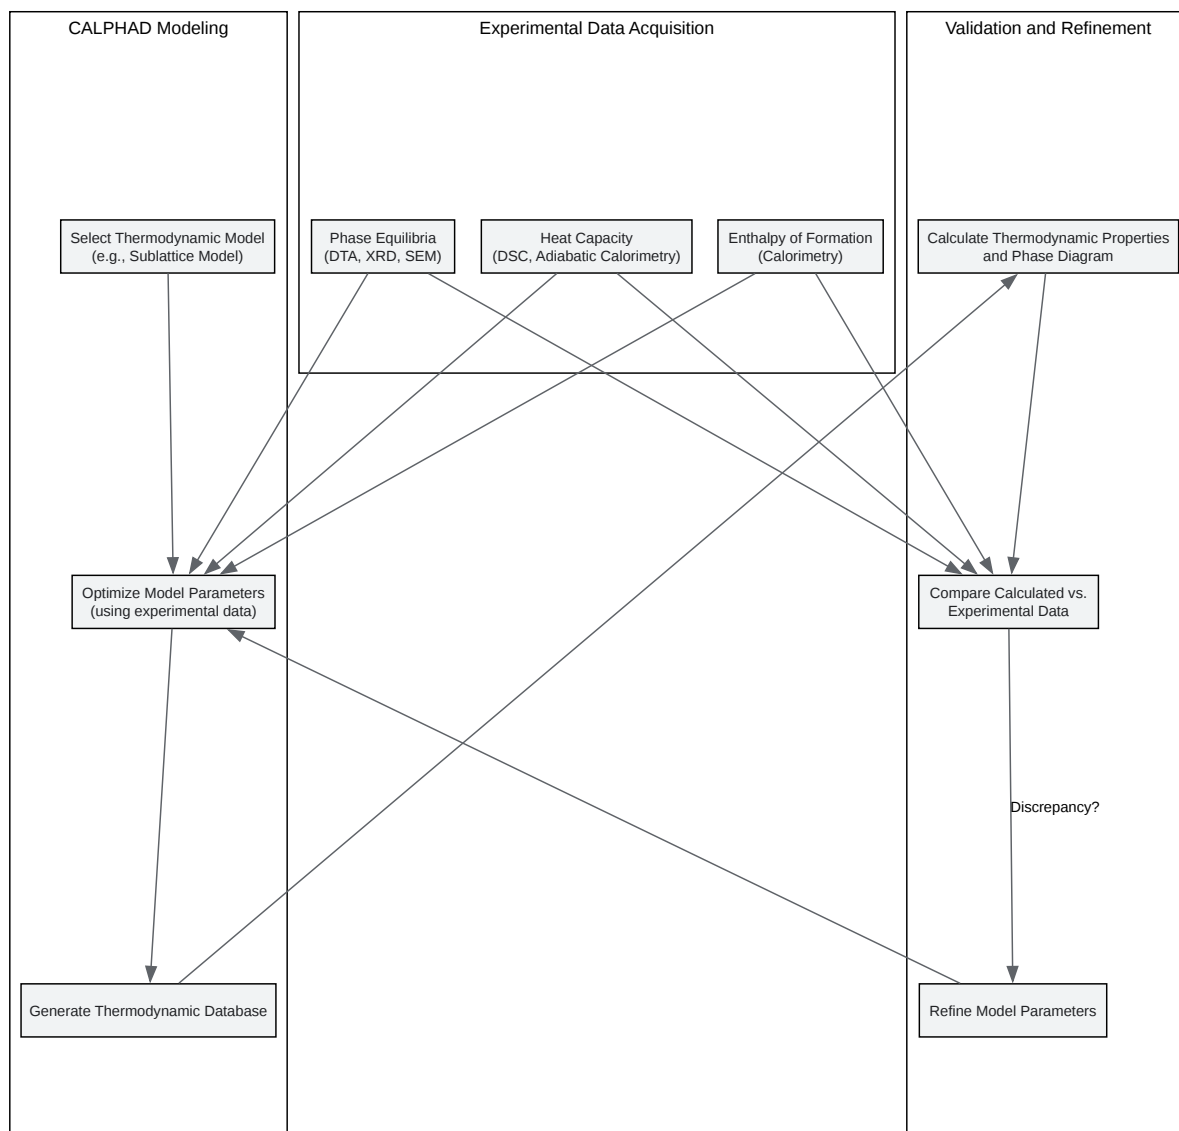 CALPHAD Modeling
Experimental Data Acquisition
Validation and Refinement
Select Thermodynamic Model
(e.g., Sublattice Model)
Phase Equilibria
(DTA, XRD, SEM)
Heat Capacity
(DSC, Adiabatic Calorimetry)
Enthalpy of Formation
(Calorimetry)
Calculate Thermodynamic Properties
and Phase Diagram
Optimize Model Parameters
(using experimental data)
Compare Calculated vs.
Experimental Data
Discrepancy?
Generate Thermodynamic Database
Refine Model Parameters